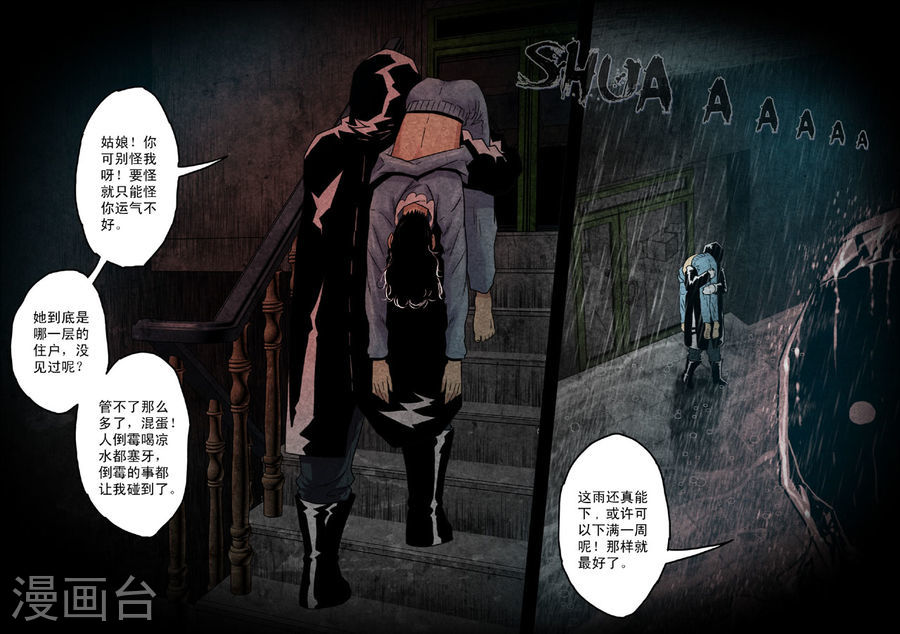 姑娘！你
可别怪我
呀！要怪
就只能怪
你运气不
好。
她到底是
哪一层的
住户，没
见过呢？
管不了那么
多了，混蛋！
人倒霉喝凉
水都塞牙，
倒霉的事都
让我碰到了。
SHUA A A A A A
这雨还真能
下，或许可
以下满一周
呢！那样就
最好了。
漫画台